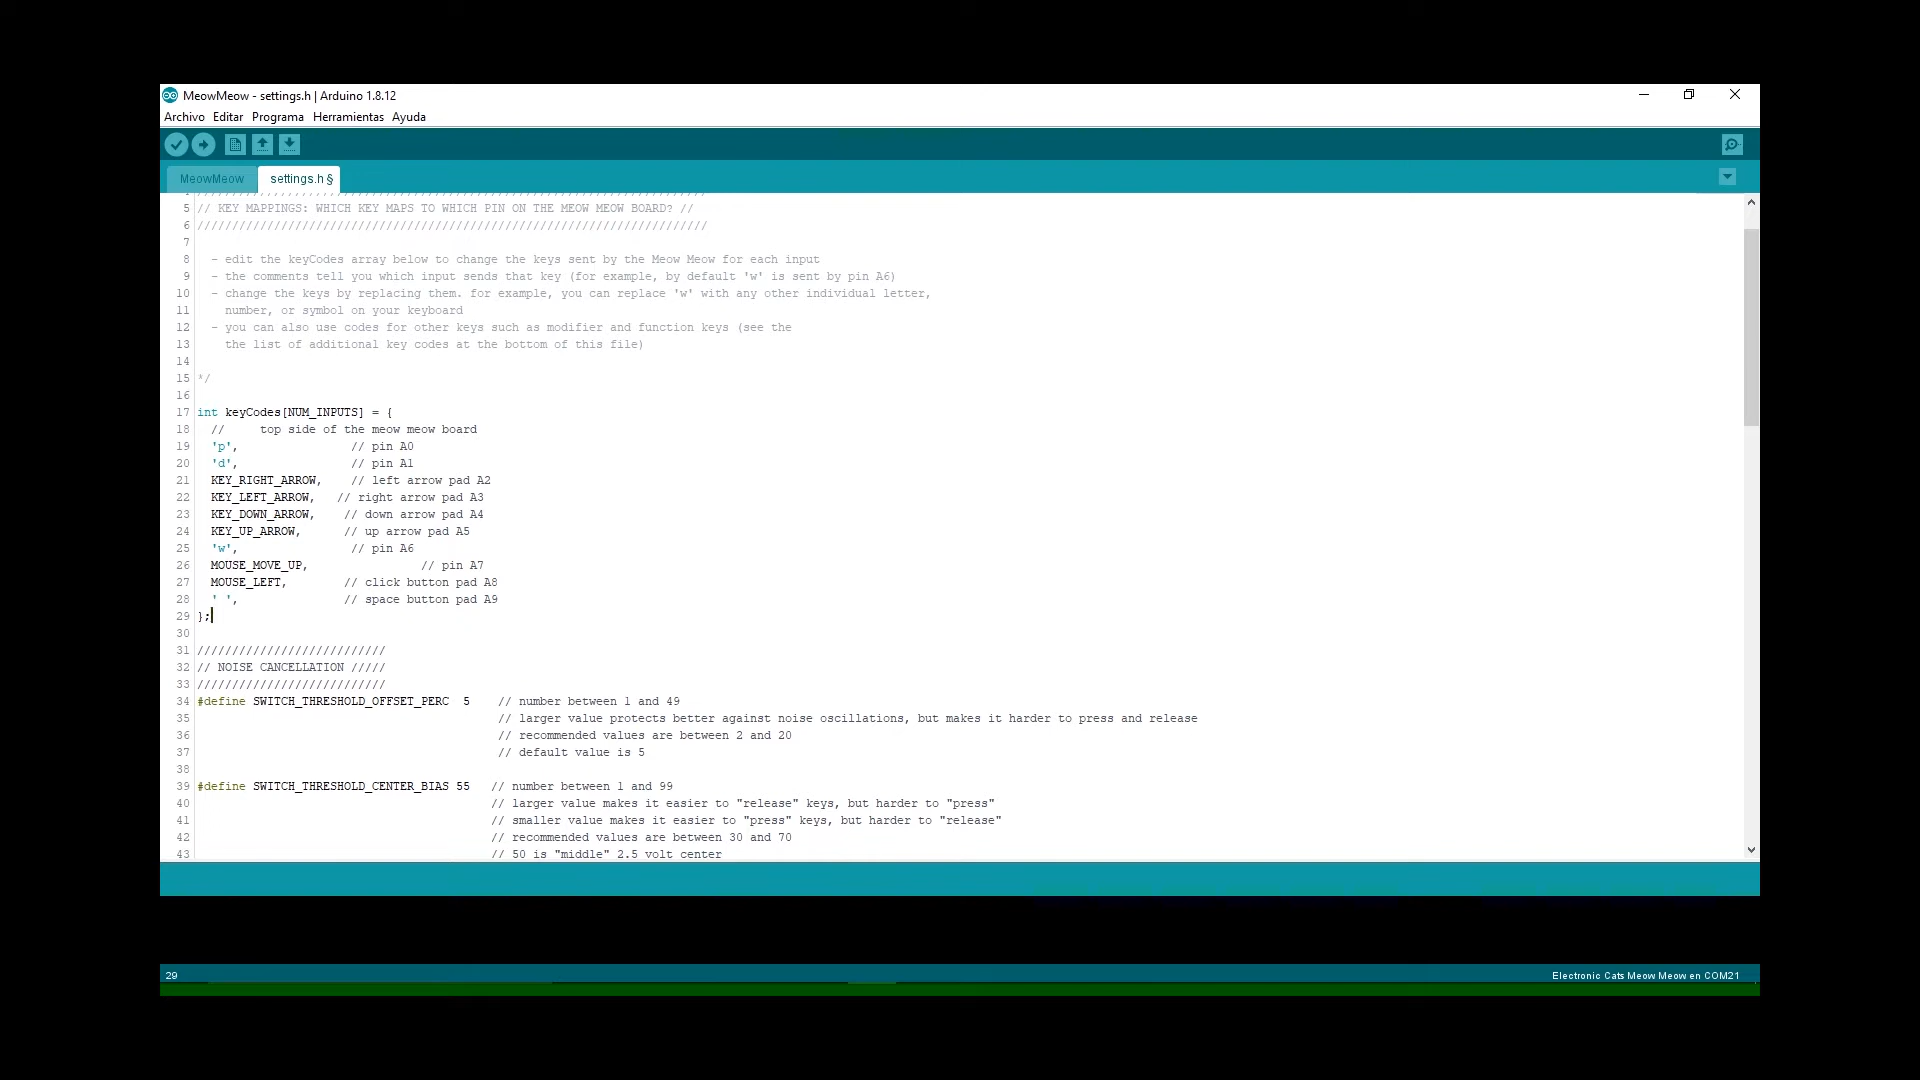 MeowMeow - settings.h | Arduino 1.8.12
Archivo Editar Programa Herramientas Ayuda
MeowMeow settings.h §
5 // KEY MAPPINGS: WHICH KEY MAPS TO WHICH PIN ON THE MEOW MEOW BOARD? //
6 /////////////////////////////////////////////////////////////////////////
7
8 - edit the keyCodes array below to change the keys sent by the Meow Meow for each input
9 - the comments tell you which input sends that key (for example, by default 'w' is sent by pin A6)
10 - change the keys by replacing them. for example, you can replace 'w' with any other individual letter,
11 number, or symbol on your keyboard
12 - you can also use codes for other keys such as modifier and function keys (see the
13 the list of additional key codes at the bottom of this file)
14
15 */
16
17 int keyCodes[NUM_INPUTS] = {
18 // top side of the meow meow board
19 'p', // pin A0
20 'd', // pin A1
21 KEY_RIGHT_ARROW, // left arrow pad A2
22 KEY_LEFT_ARROW, // right arrow pad A3
23 KEY_DOWN_ARROW, // down arrow pad A4
24 KEY_UP_ARROW, // up arrow pad A5
25 'w', // pin A6
26 MOUSE_MOVE_UP, // pin A7
27 MOUSE_LEFT, // click button pad A8
28 ' ', // space button pad A9
29 };
30
31 ///////////////////////////
32 // NOISE CANCELLATION /////
33 ///////////////////////////
34 #define SWITCH_THRESHOLD_OFFSET_PERC 5 // number between 1 and 49
35 // larger value protects better against noise oscillations, but makes it harder to press and release
36 // recommended values are between 2 and 20
37 // default value is 5
38
39 #define SWITCH_THRESHOLD_CENTER_BIAS 55 // number between 1 and 99
40 // larger value makes it easier to "release" keys, but harder to "press"
41 // smaller value makes it easier to "press" keys, but harder to "release"
42 // recommended values are between 30 and 70
43 // 50 is "middle" 2.5 volt center
29 Electronic Cats Meow Meow en COM21